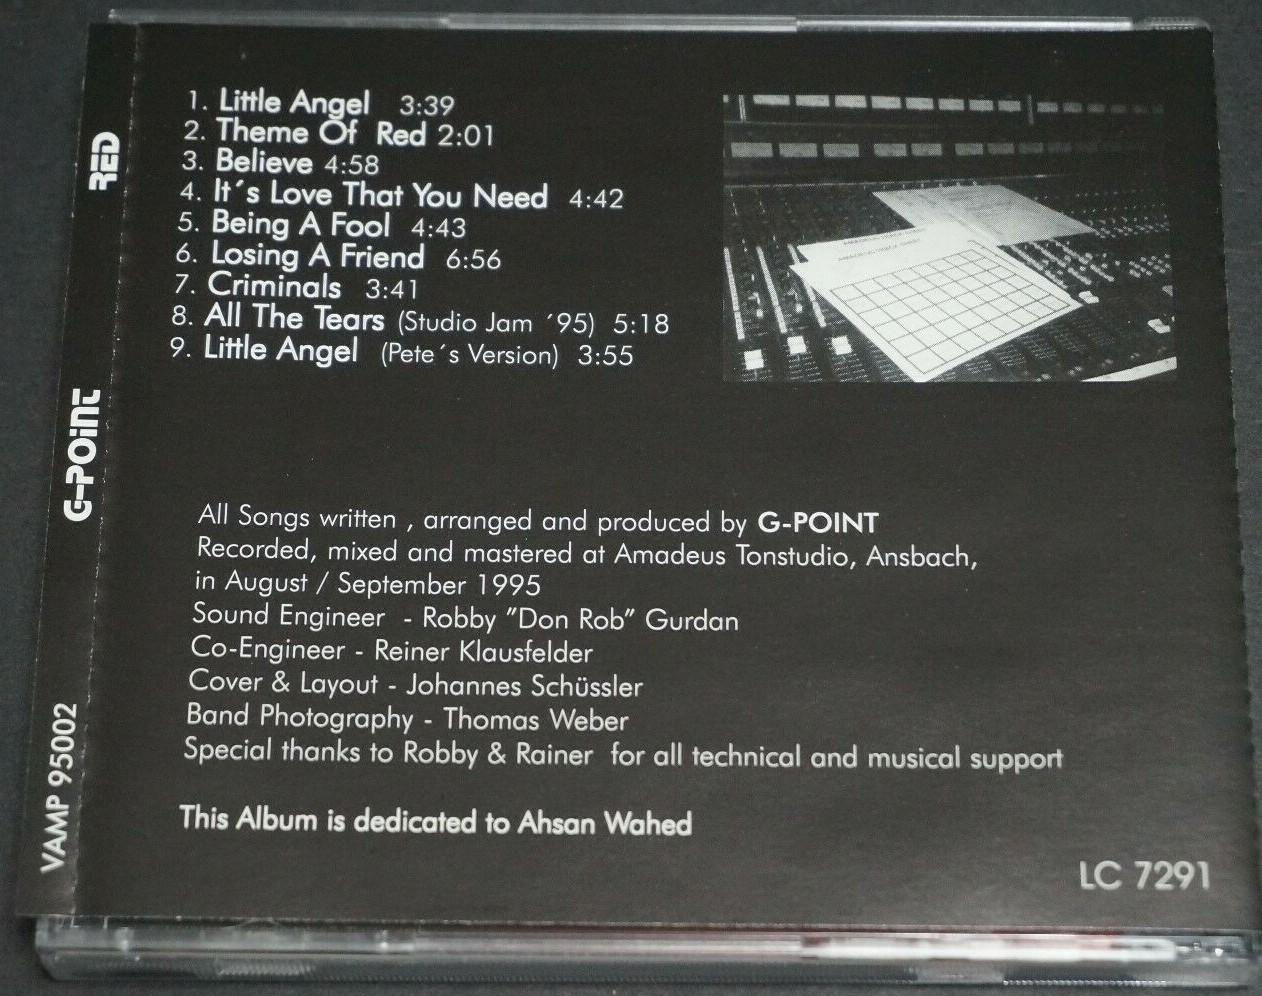 1. Little Angel 3:39
2. Theme Of Red 2:01
3. Believe 4:58
4. It´s Love That You Need 4:42
5. Being A Fool 4:43
6. Losing A Friend 6:56
7. Criminals 3:41
8. All The Tears (Studio Jam ´95) 5:18
9. Little Angel (Pete´s Version) 3:55
All Songs written , arranged and produced by G-POINT
Recorded, mixed and mastered at Amadeus Tonstudio, Ansbach,
in August / September 1995
Sound Engineer - Robby "Don Rob" Gurdan
Co-Engineer - Reiner Klausfelder
Cover & Layout - Johannes Schüssler
Band Photography - Thomas Weber
Special thanks to Robby & Rainer for all technical and musical support
This Album is dedicated to Ahsan Wahed
LC 7291
VAMP 95002
G-POINT
RED